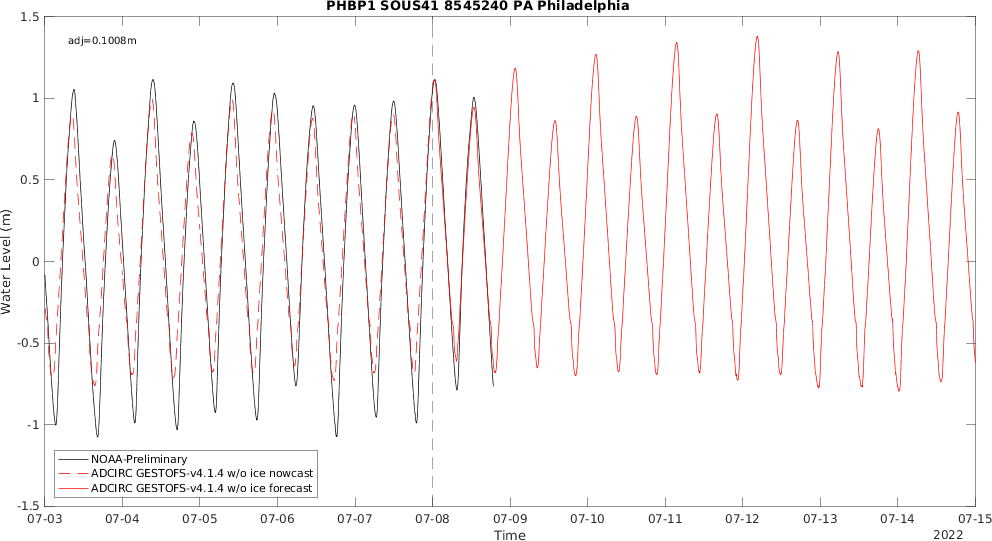 PHBP1 SOUS41 8545240 PA Philadelphia
adj=0.1008m
1.5
1
0.5
0
-0.5
-1
-1.5
Water Level (m)
NOAA-Preliminary
ADCIRC GESTOFS-v4.1.4 w/o ice nowcast
ADCIRC GESTOFS-v4.1.4 w/o ice forecast
07-03 07-04 07-05 07-06 07-07 07-08 07-09 07-10 07-11 07-12 07-13 07-14 07-15
Time
2022